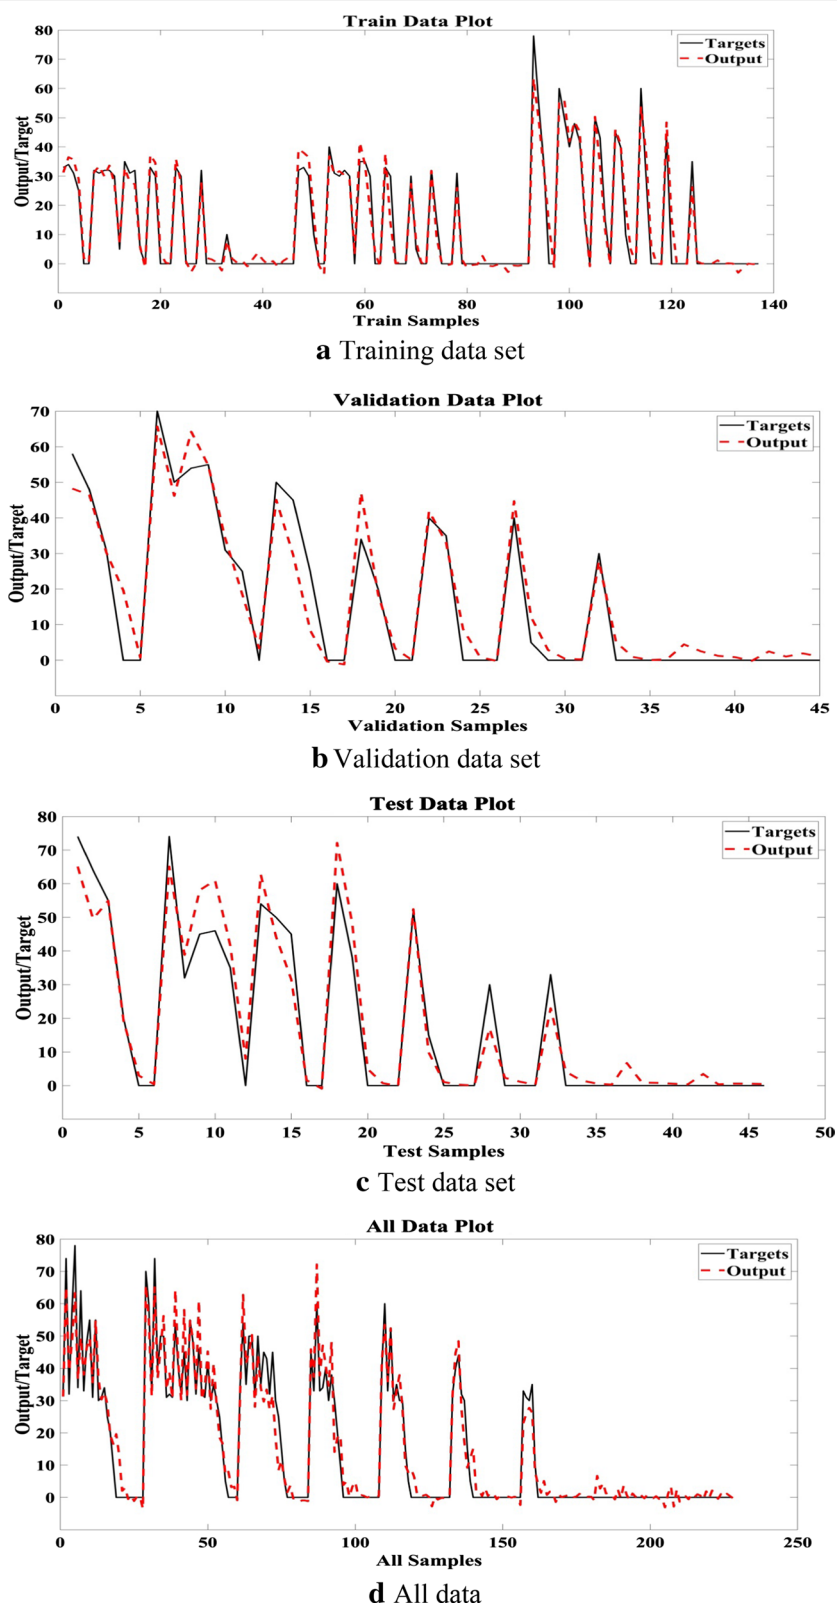 Train Data Plot
80
70
60
50
40
30
20
10
0
Output/Target
Targets
Output
0 20 40 60 80 100 120 140
Train Samples
a Training data set
Validation Data Plot
70
60
50
40
30
20
10
0
Output/Target
Targets
Output
0 5 10 15 20 25 30 35 40 45
Validation Samples
b Validation data set
Test Data Plot
80
70
60
50
40
30
20
10
0
Output/Target
Targets
Output
0 5 10 15 20 25 30 35 40 45 50
Test Samples
c Test data set
All Data Plot
80
70
60
50
40
30
20
10
0
Output/Target
Targets
Output
0 50 100 150 200 250
All Samples
d All data